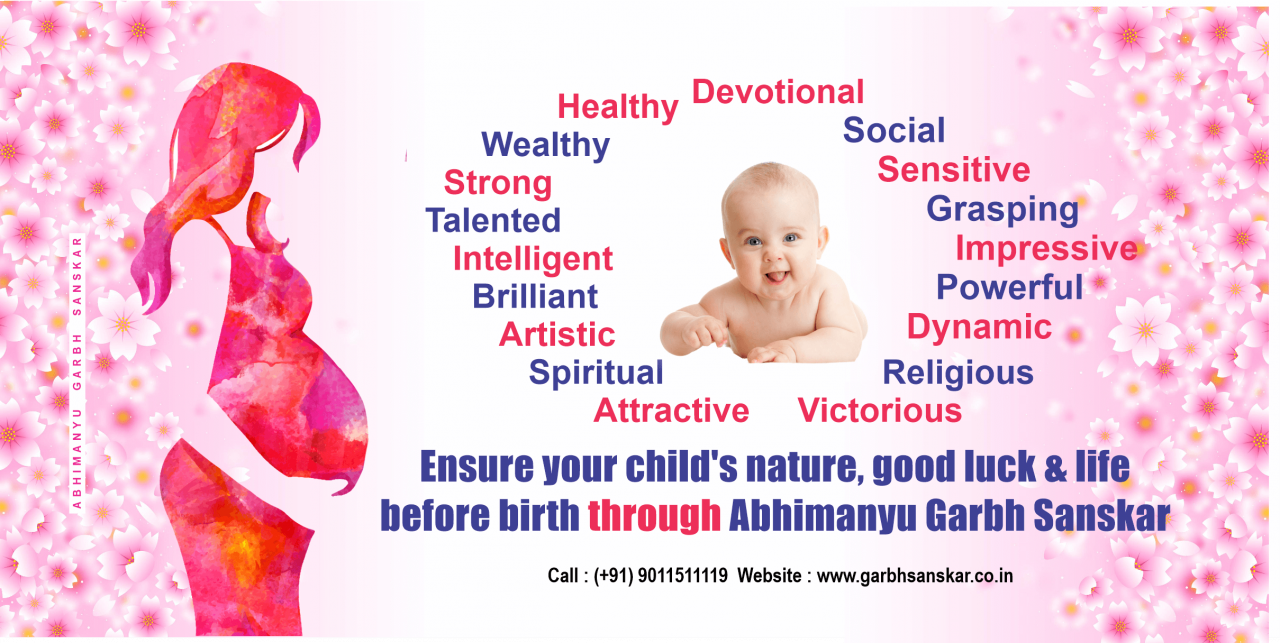 Devotional
Healthy
Social
Wealthy
Sensitive
Strong
Grasping
Talented
Impressive
Intelligent
Powerful
Brilliant
Dynamic
Artistic
Religious
Spiritual
Victorious
Attractive
ABHIMANYU GARBH SANSKAR
Ensure your child's nature, good luck & life
before birth through Abhimanyu Garbh Sanskar
Call : (+91) 9011511119 Website : www.garbhsanskar.co.in